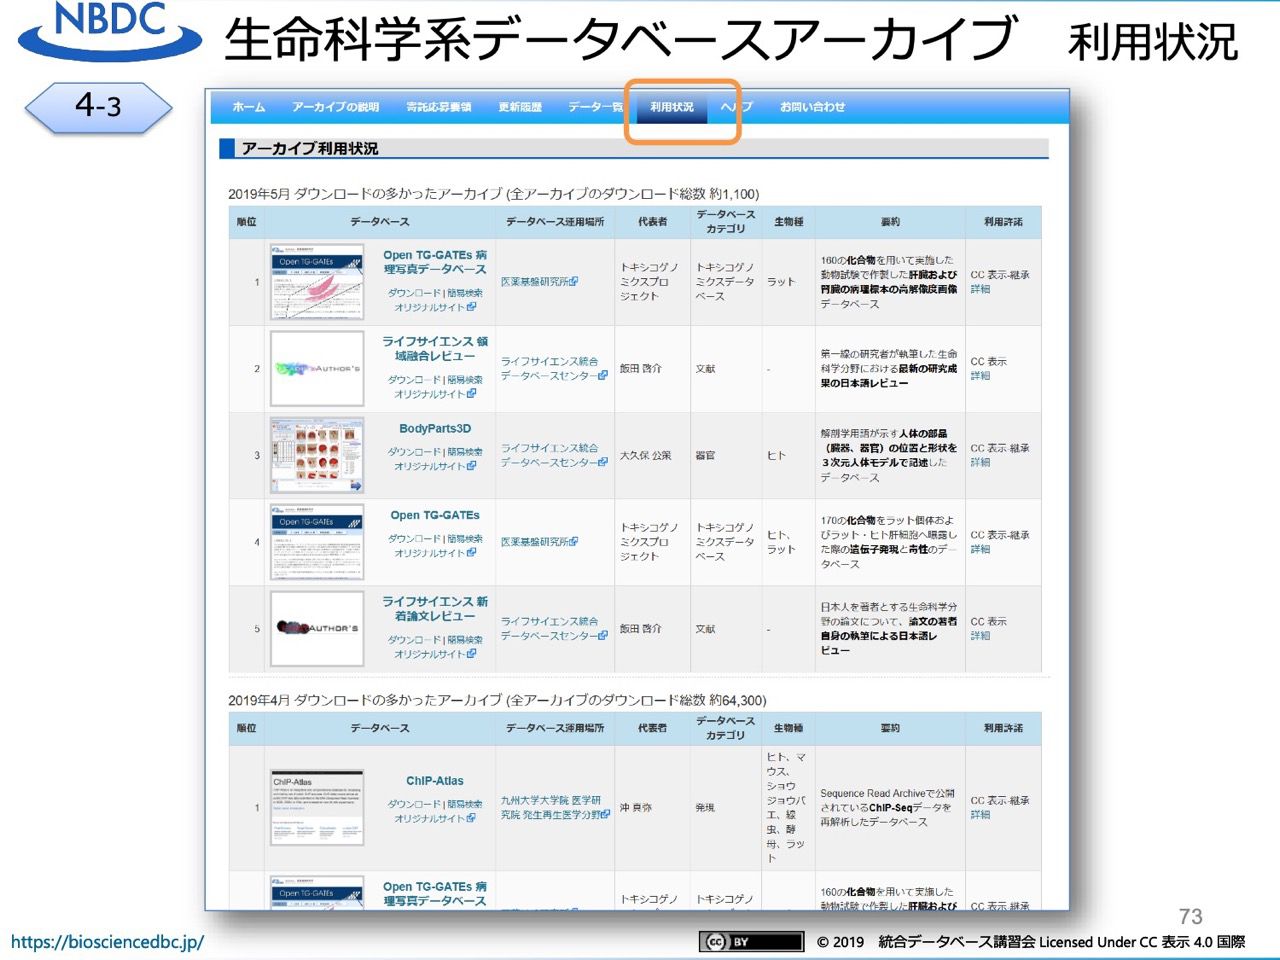 NBDC
生命科学系データベースアーカイブ 利用状況
4-3
ホーム アーカイブの説明 寄託応募要領 更新履歴 データ一覧 利用状況 ヘルプ お問い合わせ
アーカイブ利用状況
2019年5月 ダウンロードの多かったアーカイブ (全アーカイブのダウンロード総数 約1,100)
順位 データベース データベース運用場所 代表者 データベースカテゴリ 生物種 要約 利用許諾
1
Open TG-GATEs
Open TG-GATEs 病
理写真データベース
ダウンロード | 簡易検索
オリジナルサイト
医薬基盤研究所
トキシコゲノ
ミクスプロ
ジェクト
トキシコゲノ
ミクスデータ
ベース
ラット
160の化合物を用いて実施した
動物試験で作製した肝臓および
腎臓の病理標本の高解像度画像
データベース
CC 表示-継承
詳細
2
AUTHOR'S
ライフサイエンス 領
域融合レビュー
ダウンロード | 簡易検索
オリジナルサイト
ライフサイエンス統合
データベースセンター
飯田 啓介
文献
-
第一線の研究者が執筆した生命
科学分野における最新の研究成
果の日本語レビュー
CC 表示
詳細
3
BodyParts3D
ダウンロード | 簡易検索
オリジナルサイト
ライフサイエンス統合
データベースセンター
大久保 公策
器官
ヒト
解剖学用語が示す人体の部品
（臓器、器官）の位置と形状を
３次元人体モデルで記述した
データベース
CC 表示-継承
詳細
4
Open TG-GATEs
Open TG-GATEs
ダウンロード | 簡易検索
オリジナルサイト
医薬基盤研究所
トキシコゲノ
ミクスプロ
ジェクト
トキシコゲノ
ミクスデータ
ベース
ヒト、
ラット
170の化合物をラット個体およ
びラット・ヒト肝細胞へ曝露し
た際の遺伝子発現と毒性のデー
タベース
CC 表示-継承
詳細
5
AUTHOR'S
ライフサイエンス 新
着論文レビュー
ダウンロード | 簡易検索
オリジナルサイト
ライフサイエンス統合
データベースセンター
飯田 啓介
文献
-
日本人を著者とする生命科学分
野の論文について、論文の著者
自身の執筆による日本語レ
ビュー
CC 表示
詳細
2019年4月 ダウンロードの多かったアーカイブ (全アーカイブのダウンロード総数 約64,300)
順位 データベース データベース運用場所 代表者 データベースカテゴリ 生物種 要約 利用許諾
1
ChIP-Atlas
ChIP-Atlas
ダウンロード | 簡易検索
オリジナルサイト
九州大学大学院 医学研
究院 発生再生医学分野
沖 真弥
発現
ヒト、マ
ウス、
ショウ
ジョウバ
エ、線
虫、酵
母、ラッ
ト
Sequence Read Archiveで公開
されているChIP-Seqデータを
再解析したデータベース
CC 表示-継承
詳細
Open TG-GATEs
Open TG-GATEs 病
理写真データベース
トキシコゲノ
ミクスプロ
トキシコゲノ
ミクスデータ
160の化合物を用いて実施した
動物試験で作製した肝臓および
CC 表示-継承
73
https://biosciencedbc.jp/
CC BY
© 2019 統合データベース講習会 Licensed Under CC 表示 4.0 国際